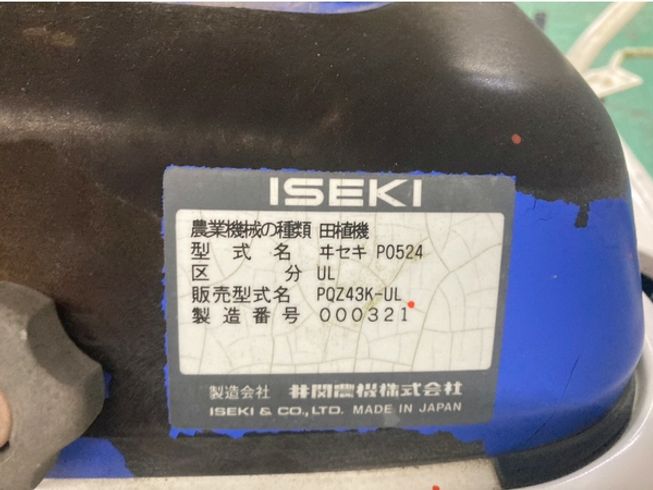 ISEKI
農業機械の種類 田植機
型式名 ヰセキ P0524
区分 UL
販売型式名 PQZ43K-UL
製造番号 000321
製造会社 井関農機株式会社
ISEKI & CO., LTD. MADE IN JAPAN